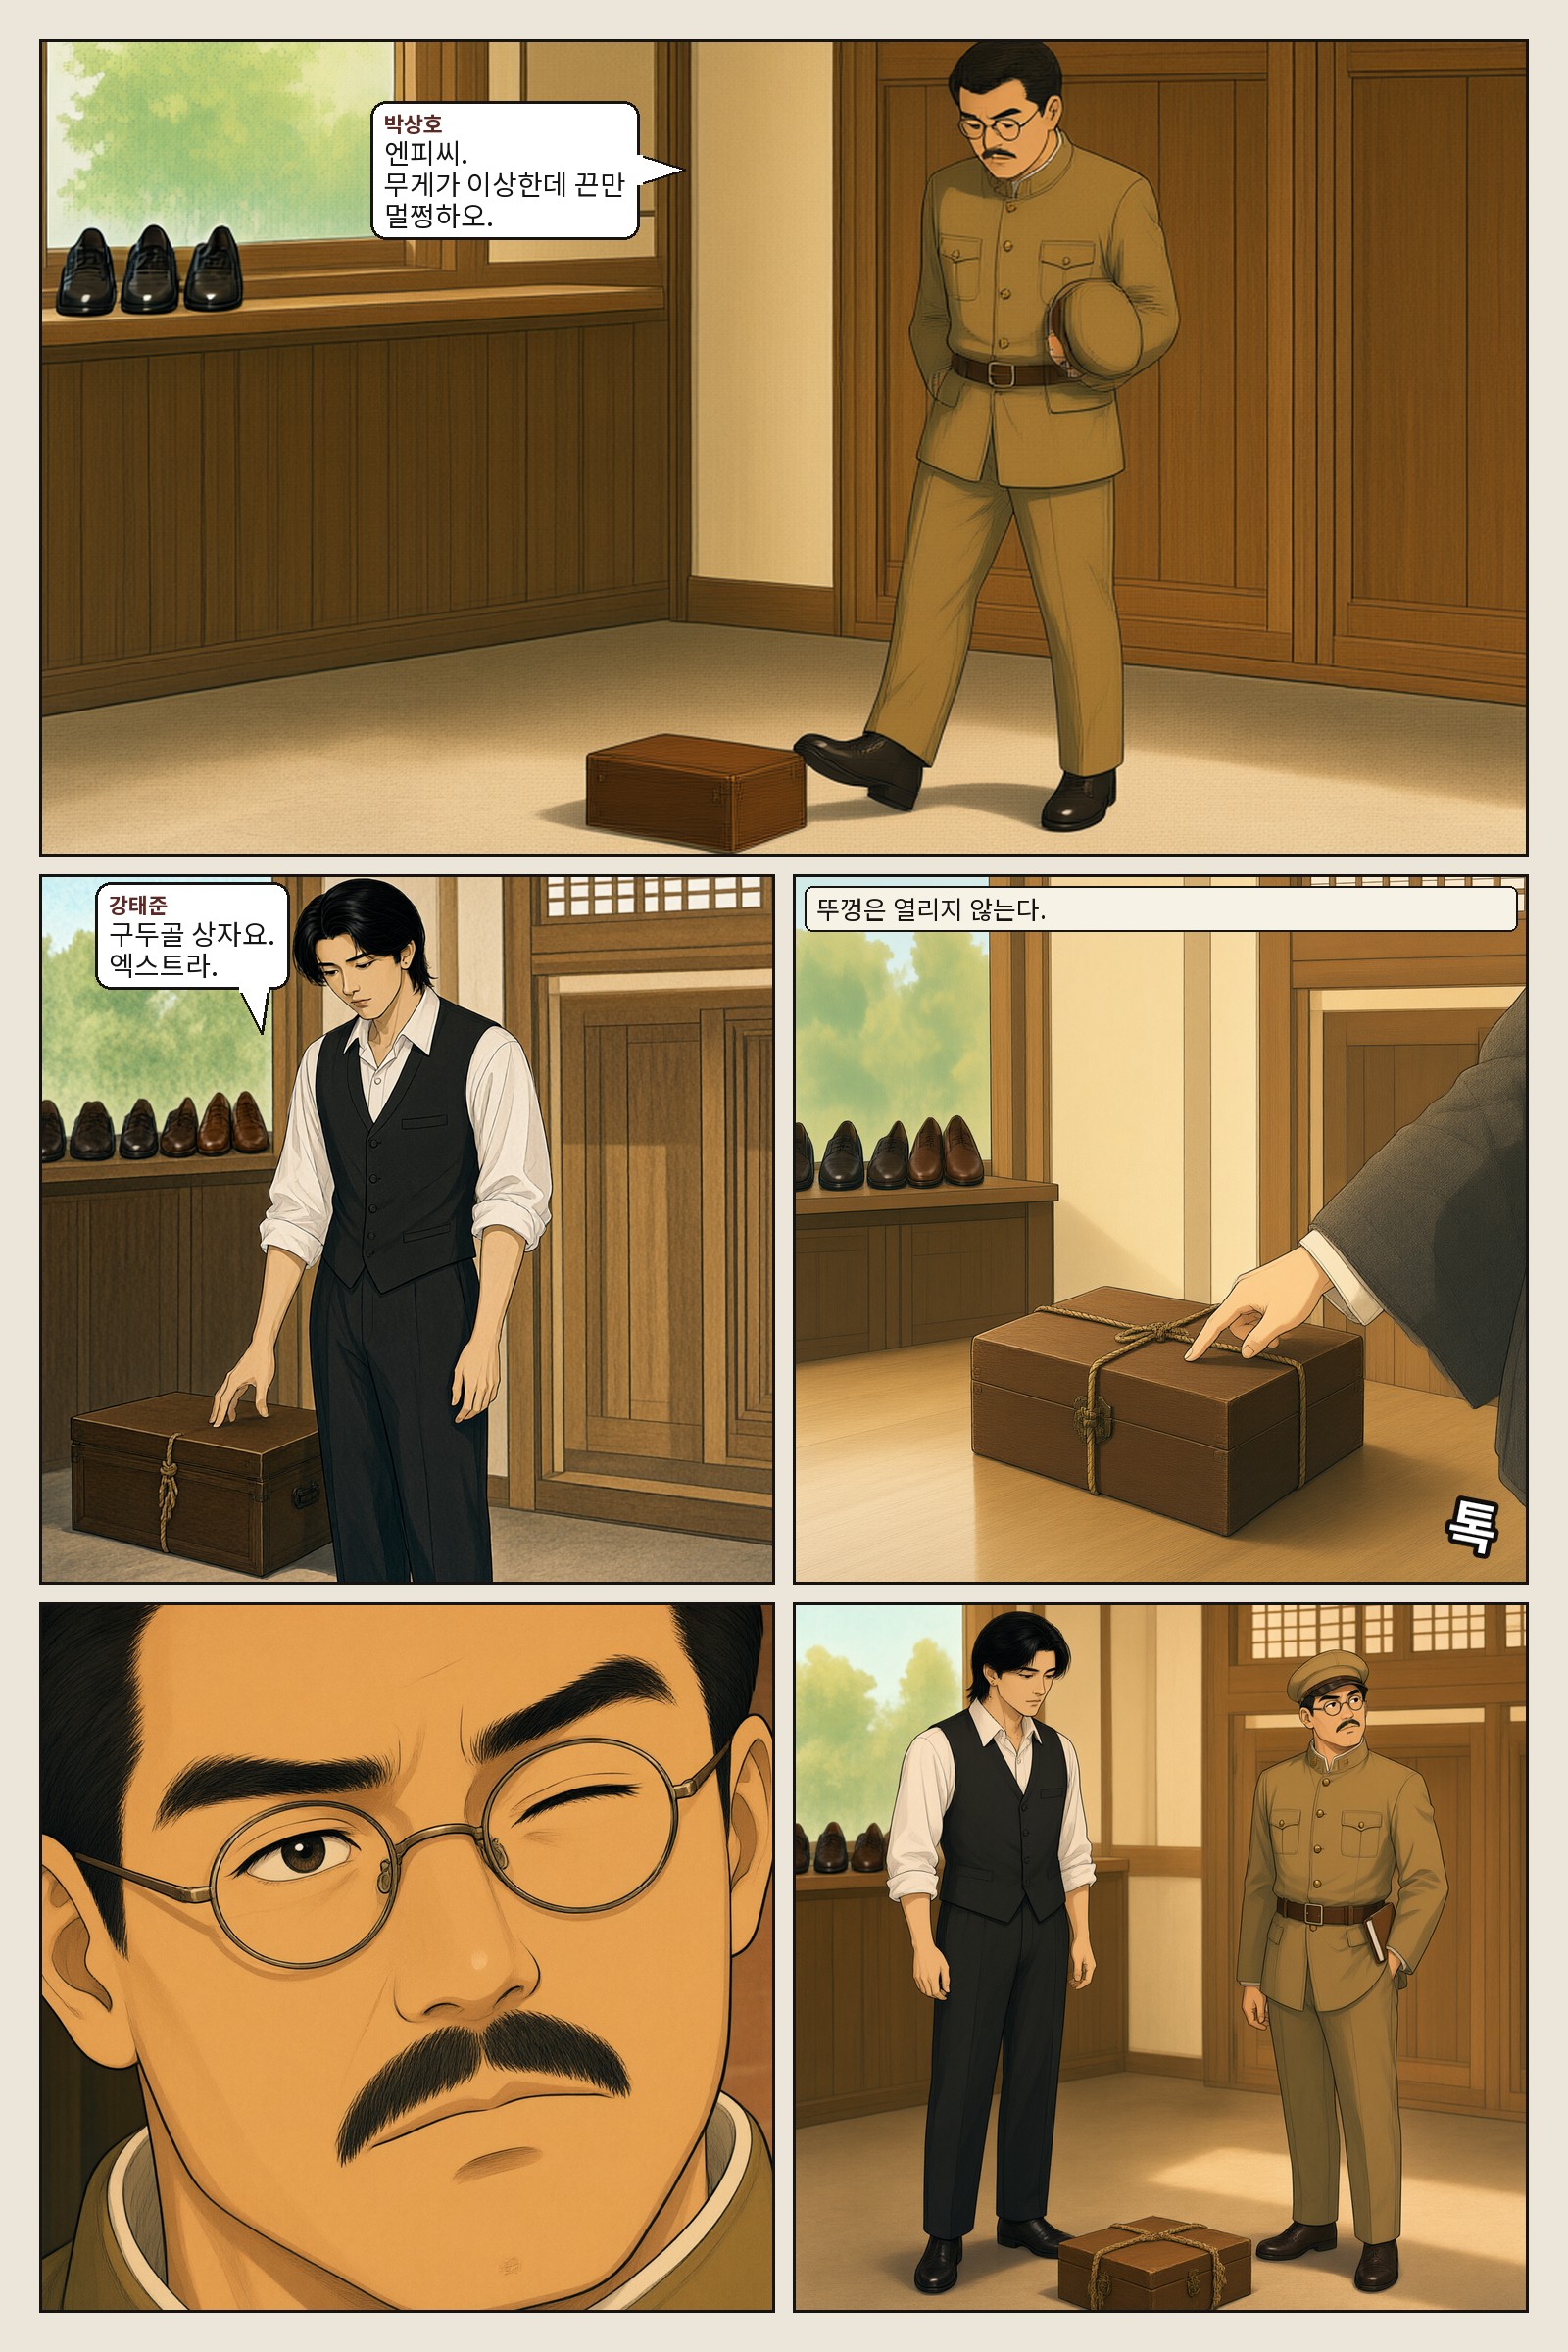 박상호
엔피씨.
무게가 이상한데 끈만
멀쩡하오.
강태준
구두골 상자요.
엑스트라.
뚜껑은 열리지 않는다.
톡